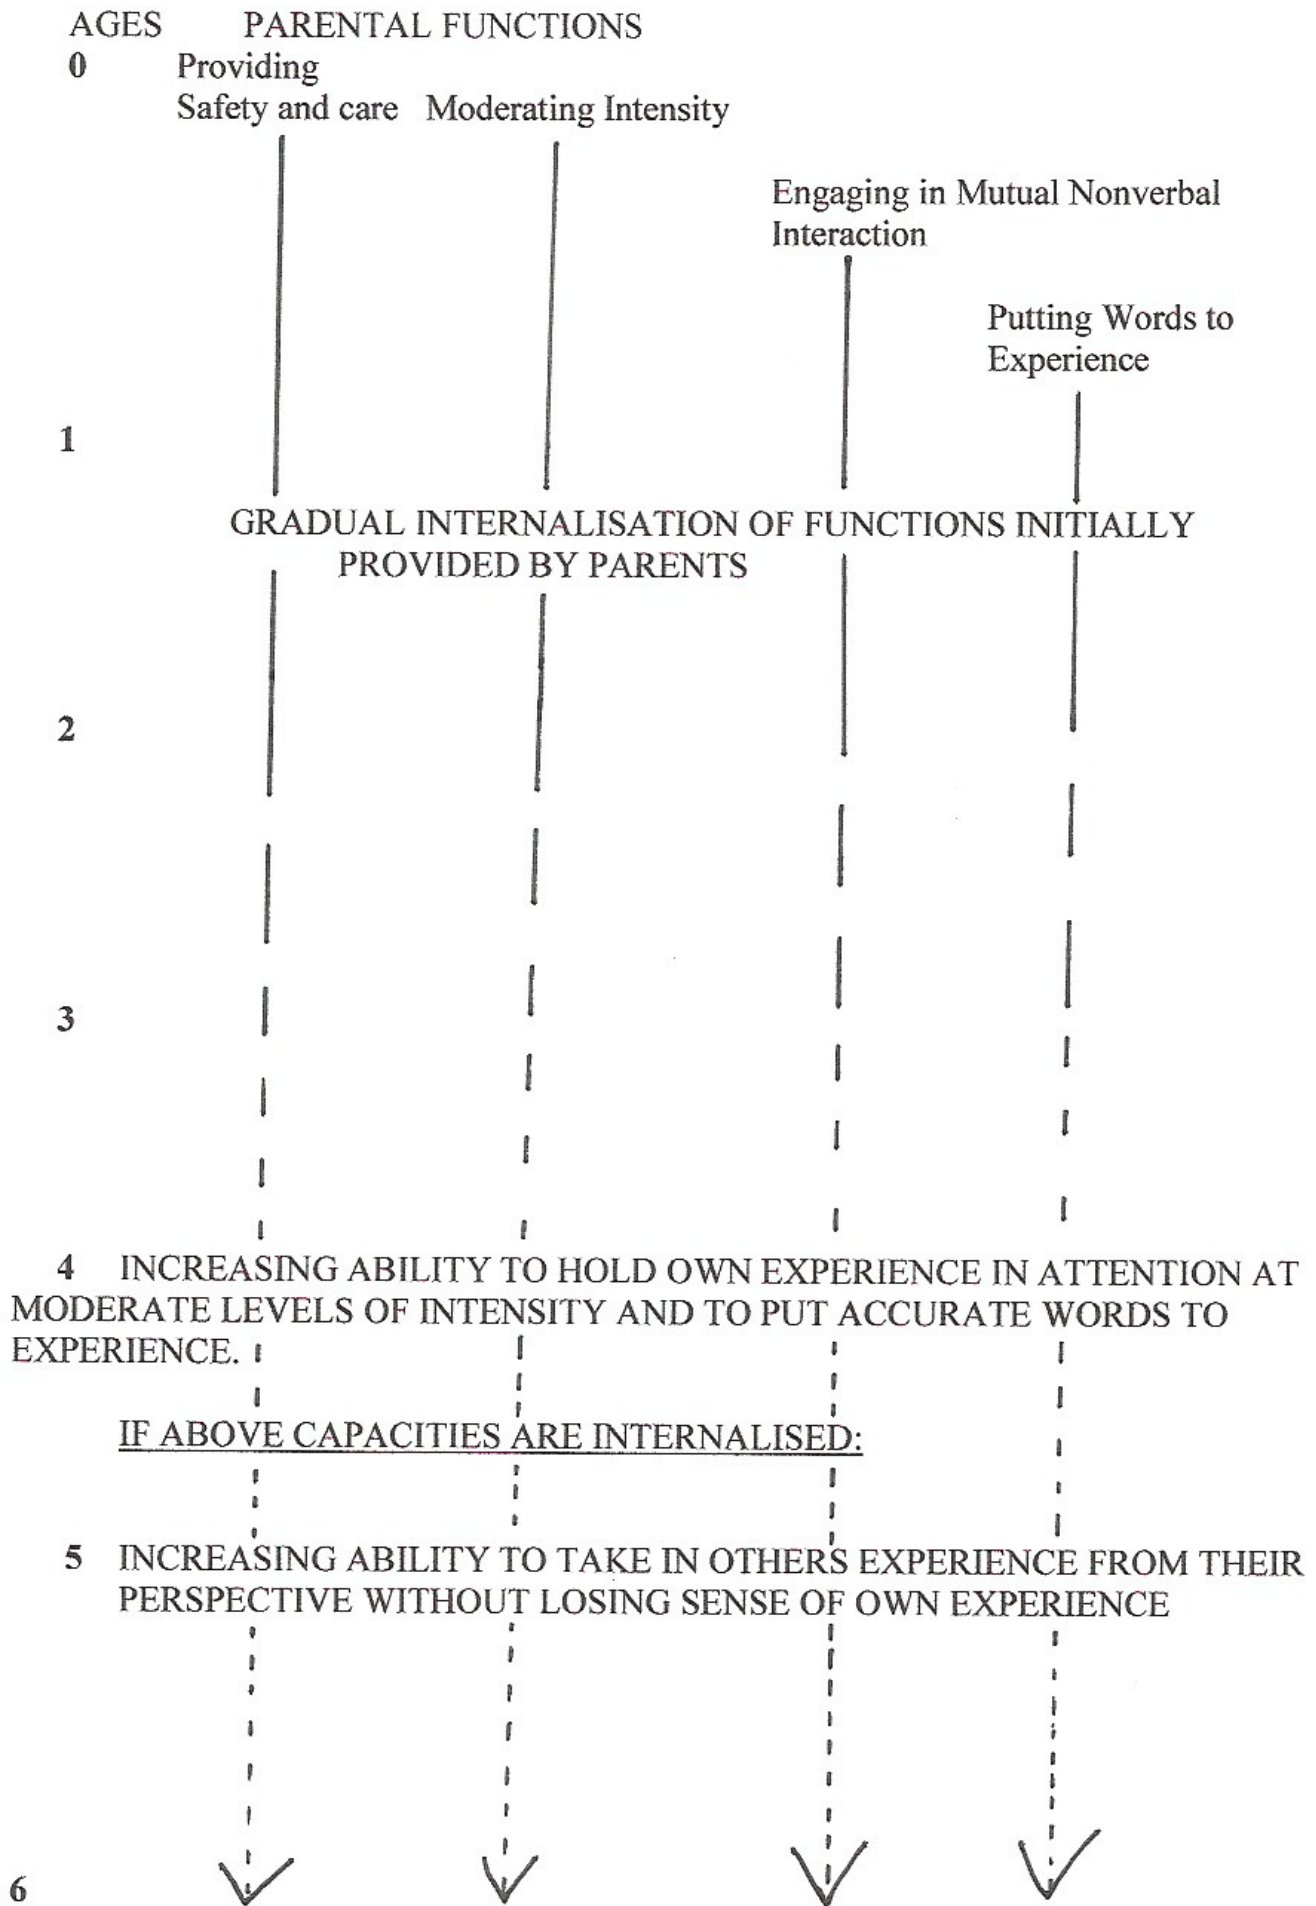 AGES PARENTAL FUNCTIONS
0 Providing
Safety and care Moderating Intensity
Engaging in Mutual Nonverbal
Interaction
Putting Words to
Experience
1
GRADUAL INTERNALISATION OF FUNCTIONS INITIALLY
PROVIDED BY PARENTS
2
3
4 INCREASING ABILITY TO HOLD OWN EXPERIENCE IN ATTENTION AT
MODERATE LEVELS OF INTENSITY AND TO PUT ACCURATE WORDS TO
EXPERIENCE.
IF ABOVE CAPACITIES ARE INTERNALISED:
5 INCREASING ABILITY TO TAKE IN OTHERS EXPERIENCE FROM THEIR
PERSPECTIVE WITHOUT LOSING SENSE OF OWN EXPERIENCE
6